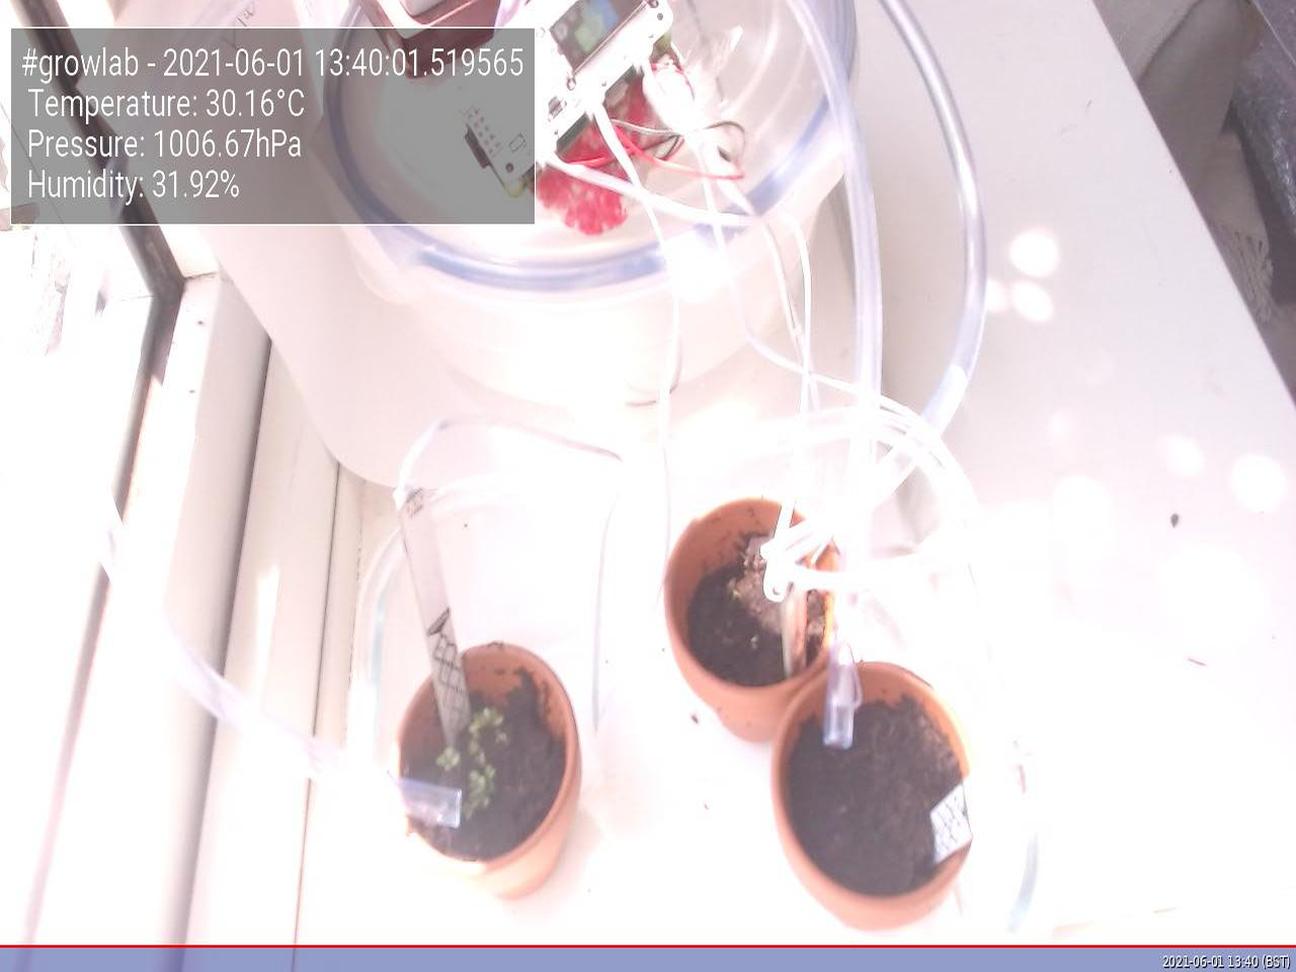 #growlab - 2021-06-01 13:40:01.519565
Temperature: 30.16°C
Pressure: 1006.67hPa
Humidity: 31.92%
2021-06-01 13:40 (BST)